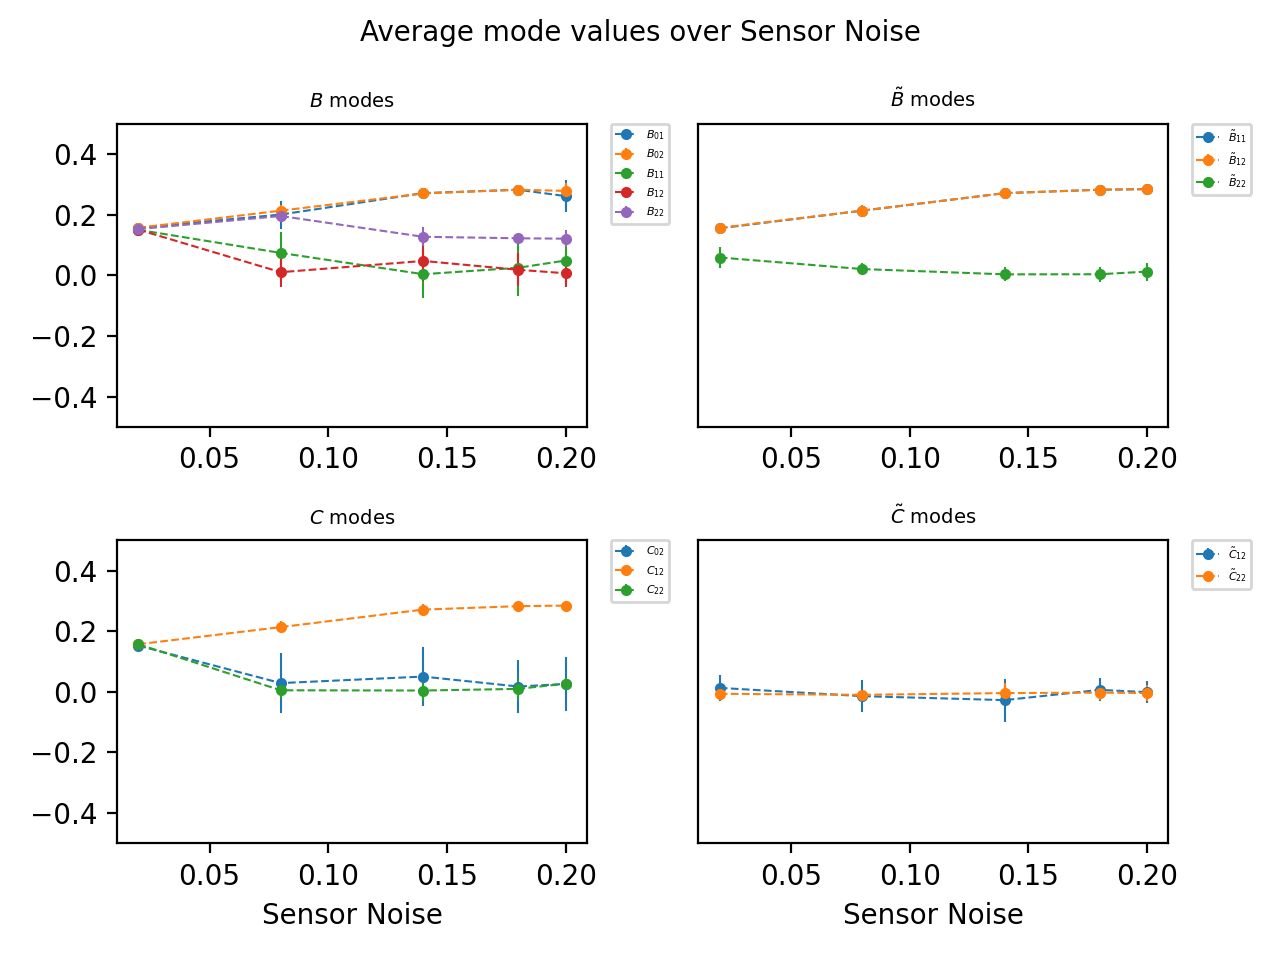 Average mode values over Sensor Noise
B modes
0.4
0.2
0.0
−0.2
−0.4
0.05 0.10 0.15 0.20
B₀₁
B₀₂
B₁₁
B₁₂
B₂₂
B̃ modes
0.05 0.10 0.15 0.20
B̃₁₁
B̃₁₂
B̃₂₂
C modes
0.4
0.2
0.0
−0.2
−0.4
0.05 0.10 0.15 0.20
Sensor Noise
C₀₂
C₁₂
C₂₂
C̃ modes
0.05 0.10 0.15 0.20
Sensor Noise
C̃₁₂
C̃₂₂